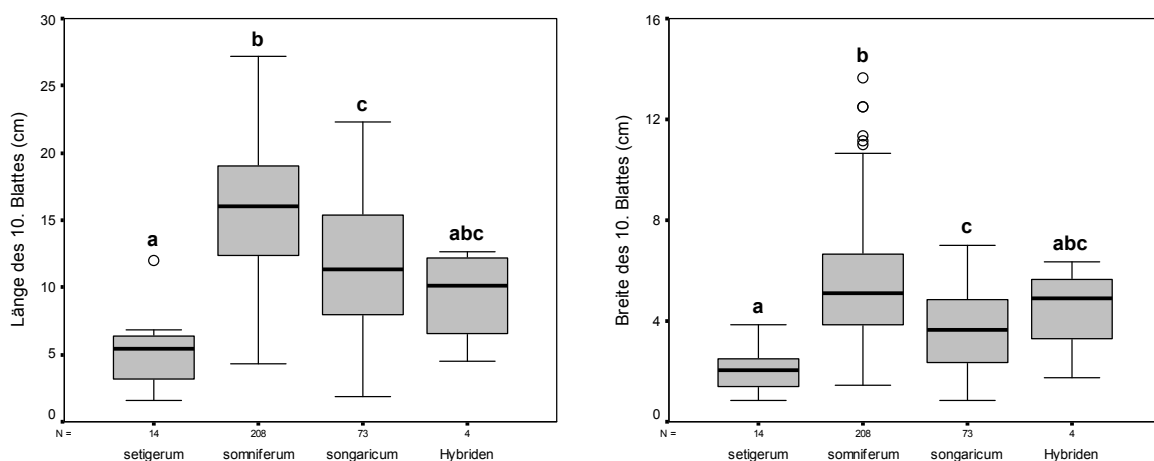 Länge des 10. Blattes (cm)
30
25
20
15
10
5
0
a
b
c
abc
N =
14
208
73
4
setigerum
somniferum
songaricum
Hybriden
Breite des 10. Blattes (cm)
16
12
8
4
0
a
b
c
abc
N =
14
208
73
4
setigerum
somniferum
songaricum
Hybriden